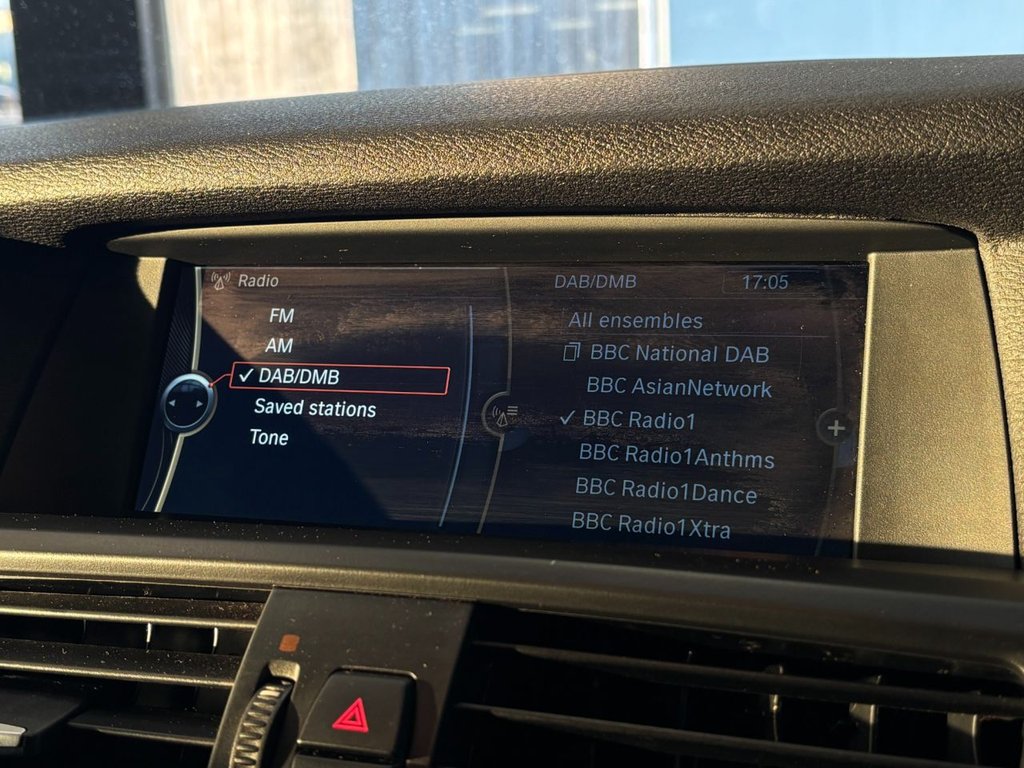 Radio
FM
AM
DAB/DMB
Saved stations
Tone
DAB/DMB 17:05
All ensembles
BBC National DAB
BBC AsianNetwork
BBC Radio1
BBC Radio1Anthms
BBC Radio1Dance
BBC Radio1Xtra